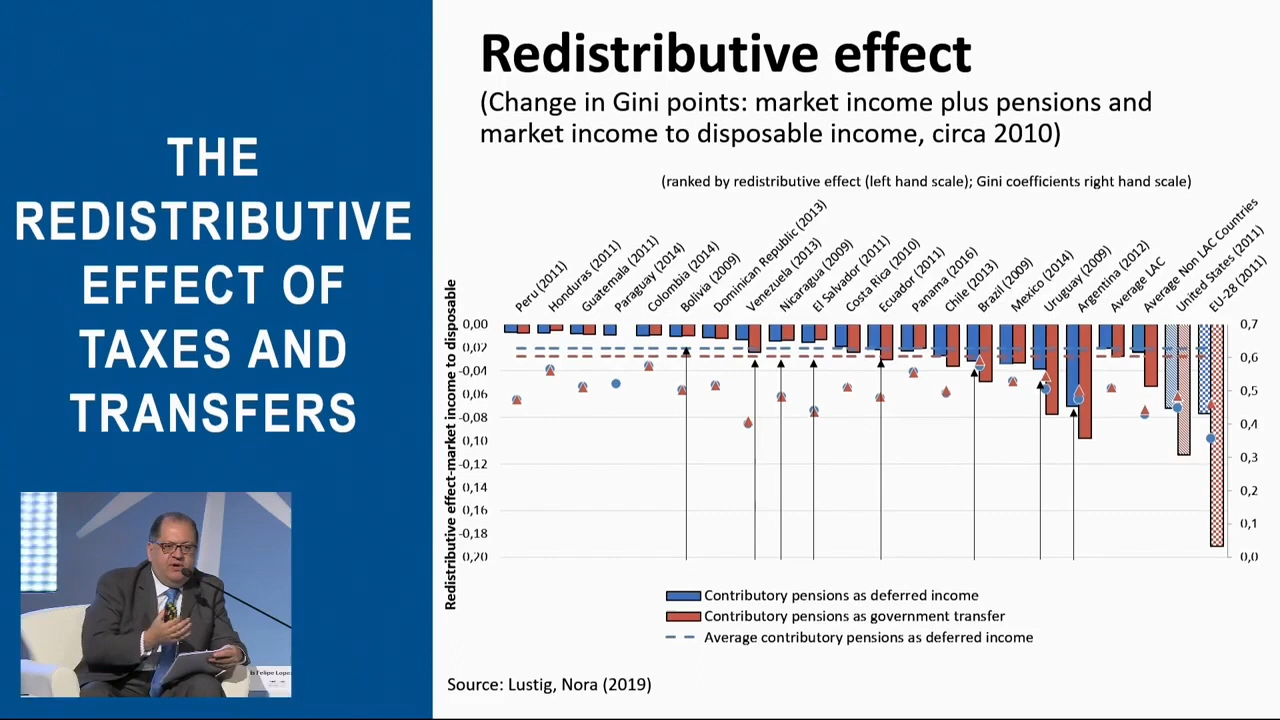 THE
REDISTRIBUTIVE
EFFECT OF
TAXES AND
TRANSFERS
Redistributive effect
(Change in Gini points: market income plus pensions and
market income to disposable income, circa 2010)
(ranked by redistributive effect (left hand scale); Gini coefficients right hand scale)
Peru (2011)
Honduras (2011)
Guatemala (2011)
Paraguay (2014)
Colombia (2014)
Bolivia (2009)
Dominican Republic (2013)
Venezuela (2013)
Nicaragua (2009)
El Salvador (2011)
Costa Rica (2010)
Ecuador (2011)
Panama (2016)
Chile (2013)
Brazil (2009)
Mexico (2014)
Uruguay (2009)
Argentina (2012)
Average LAC
Average Non LAC Countries
United States (2011)
EU-28 (2011)
Redistributive effect-market income to disposable
0,00
0,02
-0,04
0,06
-0,08
0,10
-0,12
0,14
-0,16
-0,18
0,20
0,7
0,6
0,5
0,4
0,3
0,2
0,1
0,0
Contributory pensions as deferred income
Contributory pensions as government transfer
Average contributory pensions as deferred income
Source: Lustig, Nora (2019)
Felipe